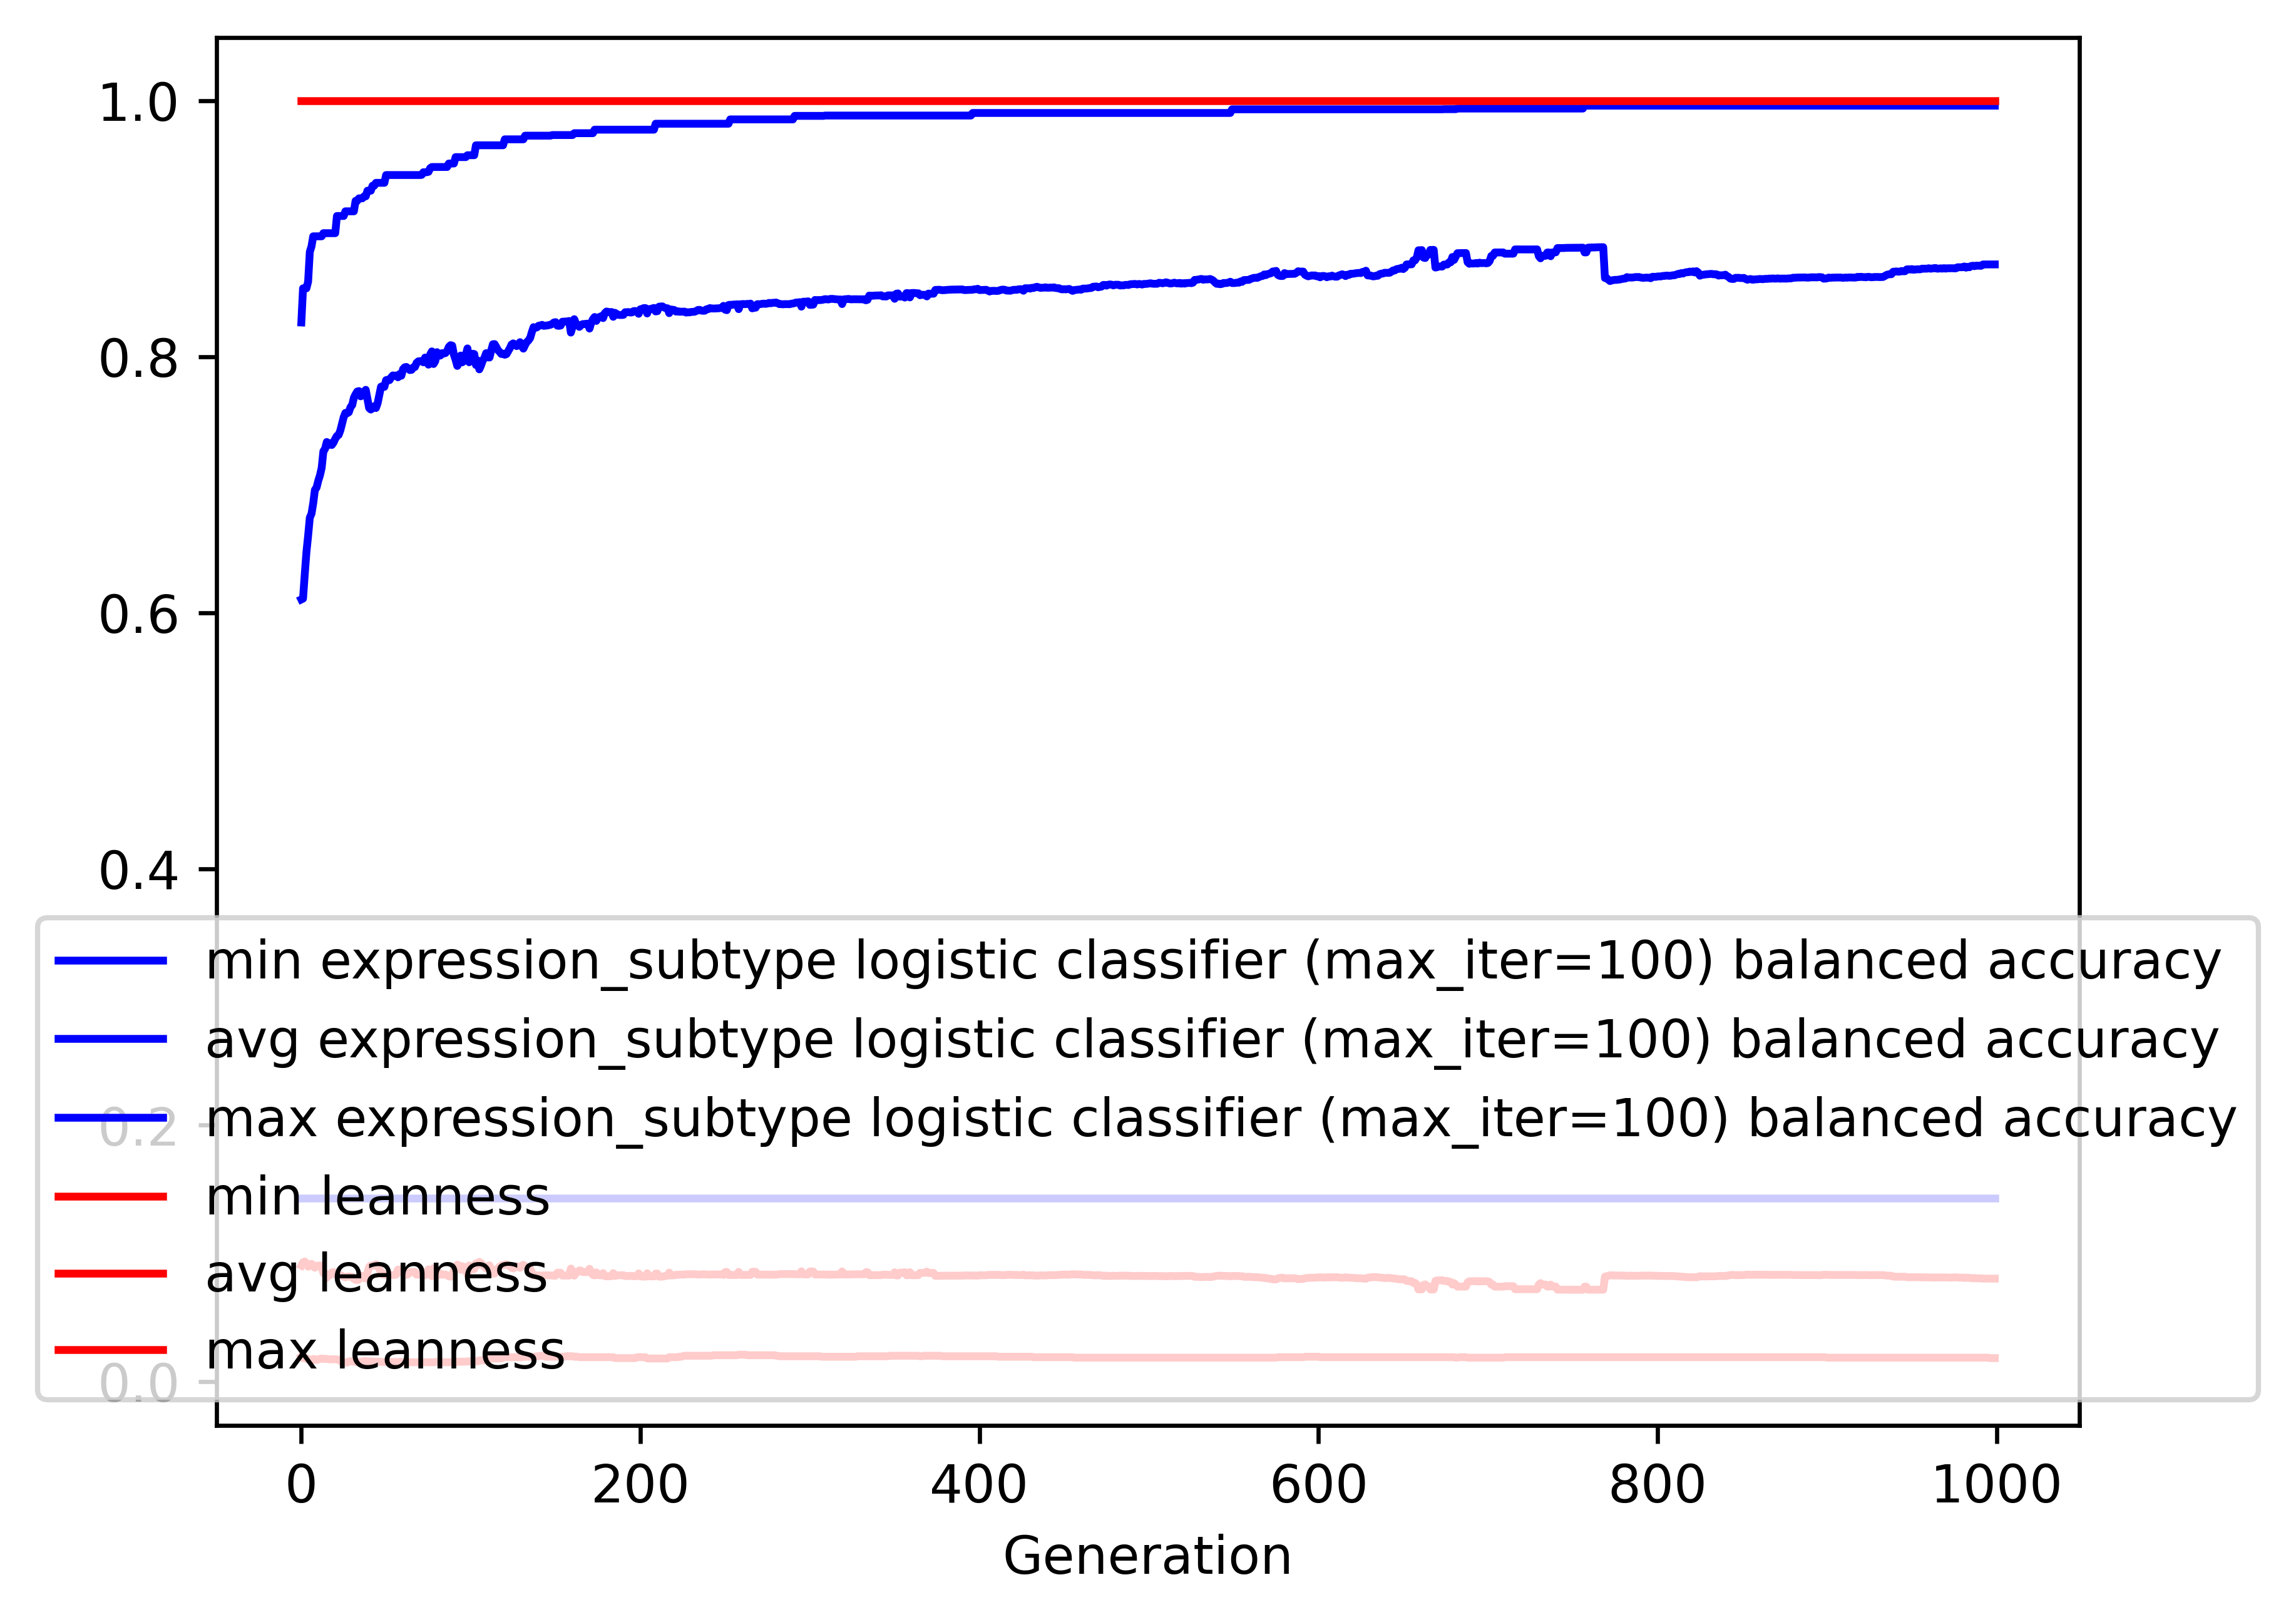 1.0
0.8
0.6
0.4
0.2
0.0
min expression_subtype logistic classifier (max_iter=100) balanced accuracy
avg expression_subtype logistic classifier (max_iter=100) balanced accuracy
max expression_subtype logistic classifier (max_iter=100) balanced accuracy
min leanness
avg leanness
max leanness
0 200 400 600 800 1000
Generation